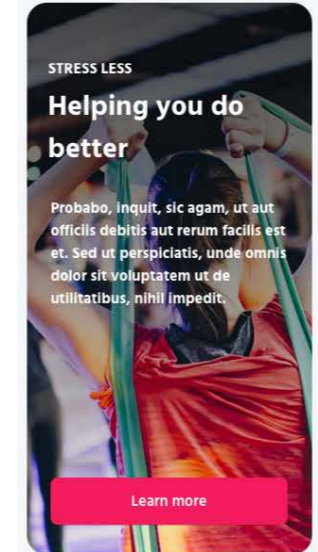 STRESS LESS
Helping you do
better
Probabo, inquit, sic agam, ut aut
officiis debitis aut rerum facilis est
et. Sed ut perspiciatis, unde omnis
dolor sit voluptatem ut de
utilitatibus, nihil impedit.
Learn more